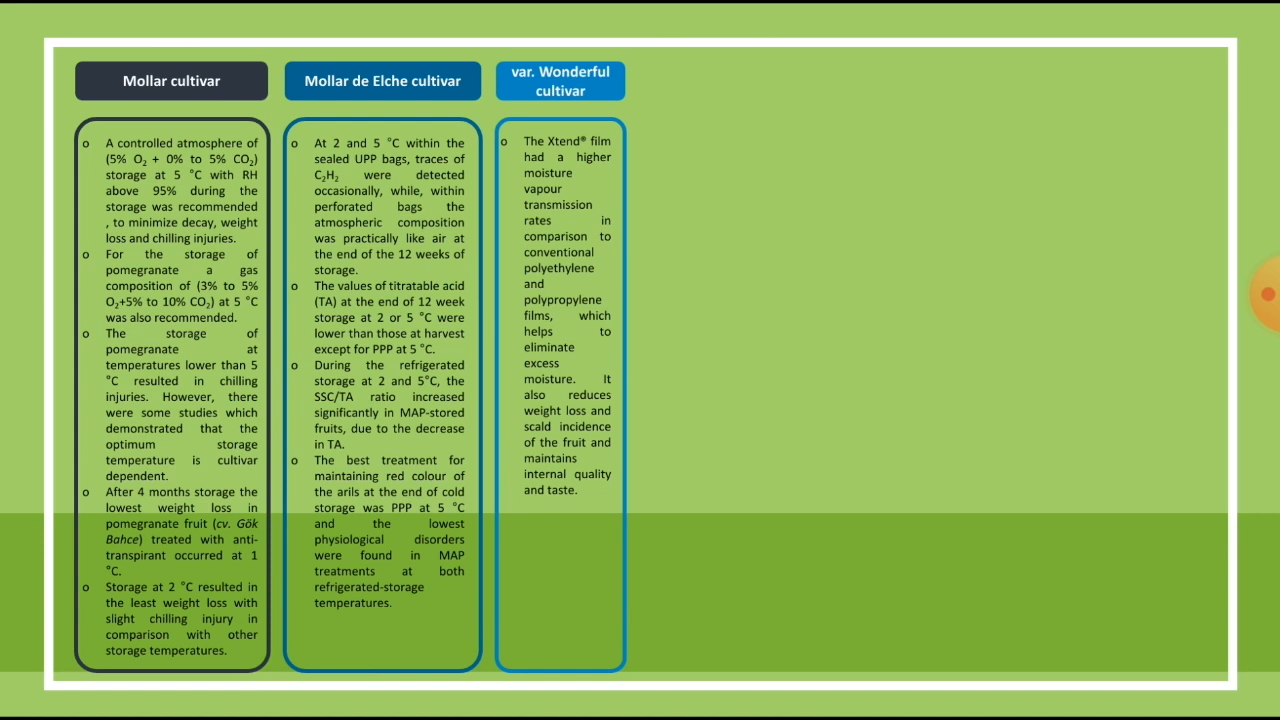 Mollar cultivar
o A controlled atmosphere of
(5% O₂ + 0% to 5% CO₂)
storage at 5 °C with RH
above 95% during the
storage was recommended
, to minimize decay, weight
loss and chilling injuries.
o For the storage of
pomegranate a gas
composition of (3% to 5%
O₂+5% to 10% CO₂) at 5 °C
was also recommended.
o The storage of
pomegranate at
temperatures lower than 5
°C resulted in chilling
injuries. However, there
were some studies which
demonstrated that the
optimum storage
temperature is cultivar
dependent.
o After 4 months storage the
lowest weight loss in
pomegranate fruit (cv. Gök
Bahce) treated with anti-
transpirant occurred at 1
°C.
o Storage at 2 °C resulted in
the least weight loss with
slight chilling injury in
comparison with other
storage temperatures.
Mollar de Elche cultivar
o At 2 and 5 °C within the
sealed UPP bags, traces of
C₂H₂ were detected
occasionally, while, within
perforated bags the
atmospheric composition
was practically like air at
the end of the 12 weeks of
storage.
o The values of titratable acid
(TA) at the end of 12 week
storage at 2 or 5 °C were
lower than those at harvest
except for PPP at 5 °C.
o During the refrigerated
storage at 2 and 5°C, the
SSC/TA ratio increased
significantly in MAP-stored
fruits, due to the decrease
in TA.
o The best treatment for
maintaining red colour of
the arils at the end of cold
storage was PPP at 5 °C
and the lowest
physiological disorders
were found in MAP
treatments at both
refrigerated-storage
temperatures.
var. Wonderful
cultivar
o The Xtend® film
had a higher
moisture
vapour
transmission
rates in
comparison to
conventional
polyethylene
and
polypropylene
films, which
helps to
eliminate
excess
moisture. It
also reduces
weight loss and
scald incidence
of the fruit and
maintains
internal quality
and taste.